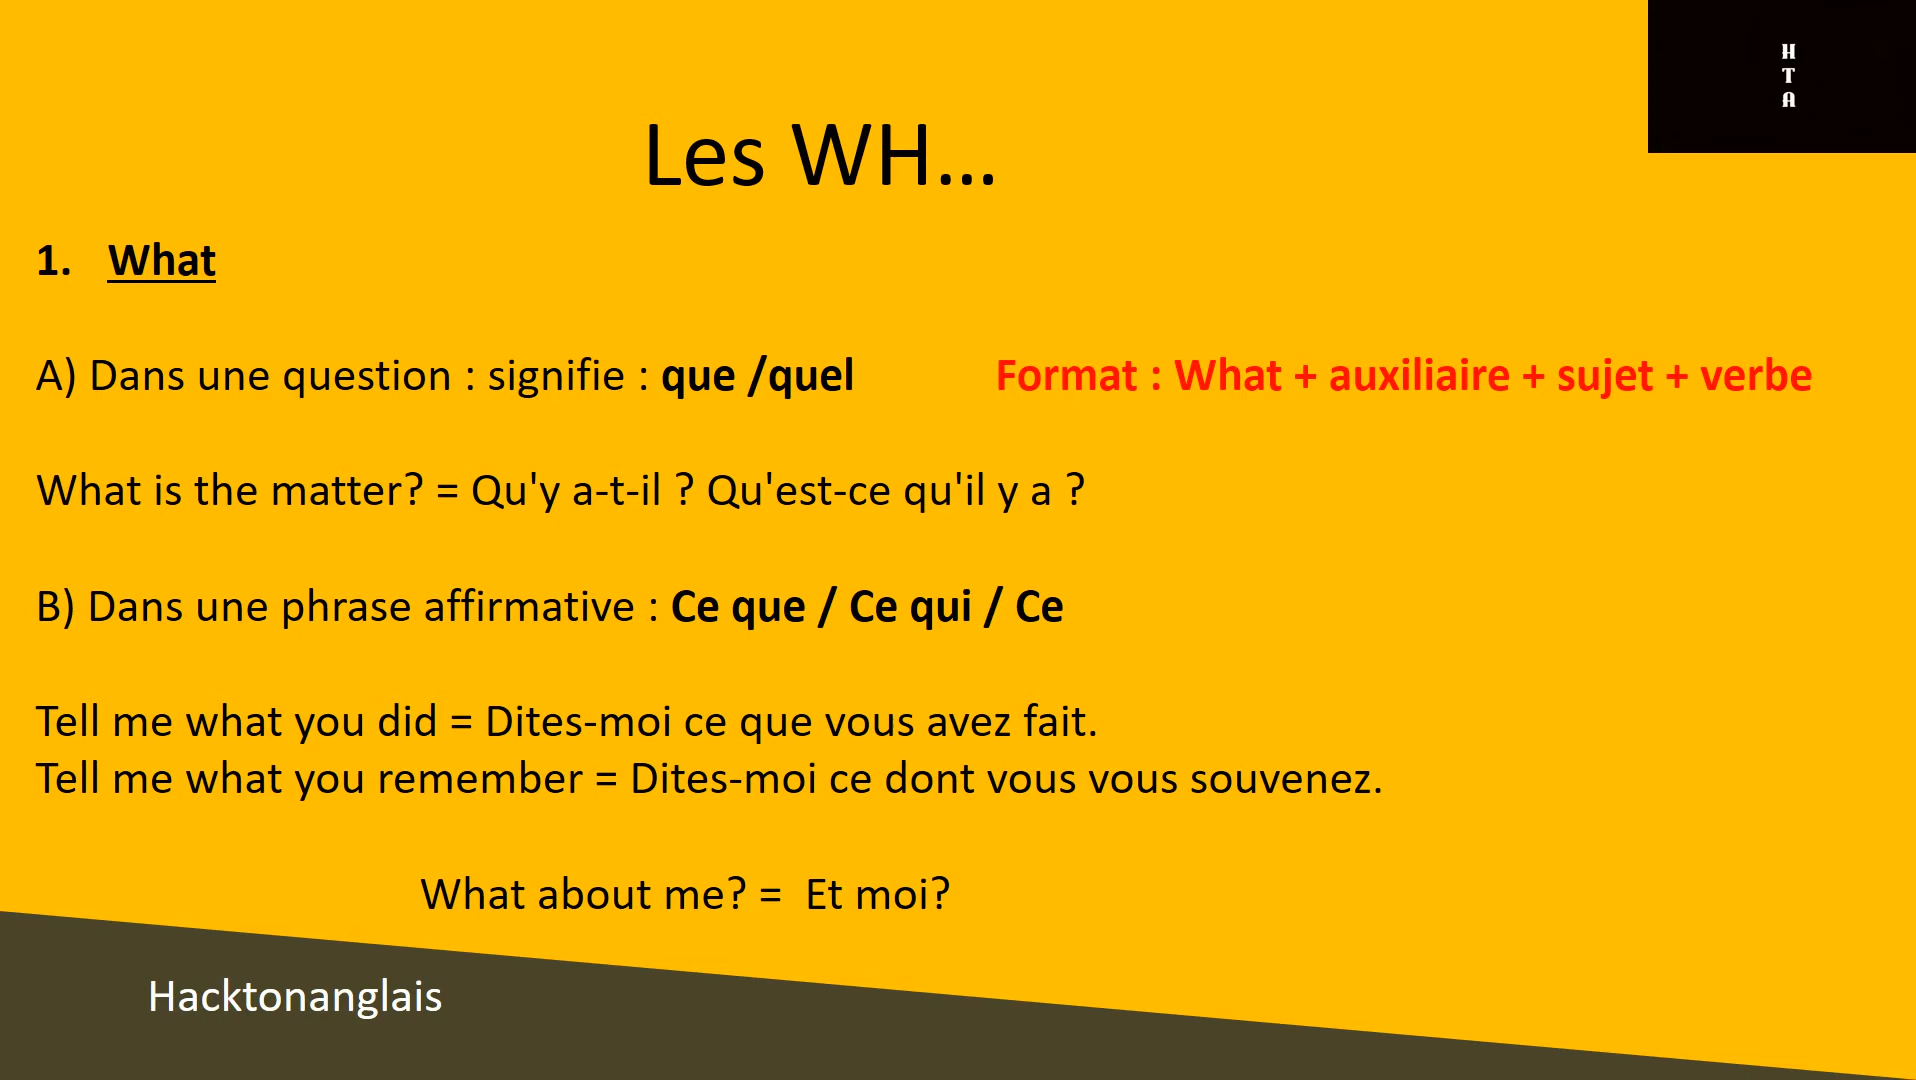 H
T
A
Les WH...
1. What
A) Dans une question : signifie : que /quel Format : What + auxiliaire + sujet + verbe
What is the matter? = Qu'y a-t-il ? Qu'est-ce qu'il y a ?
B) Dans une phrase affirmative : Ce que / Ce qui / Ce
Tell me what you did = Dites-moi ce que vous avez fait.
Tell me what you remember = Dites-moi ce dont vous vous souvenez.
What about me? = Et moi?
Hacktonanglais